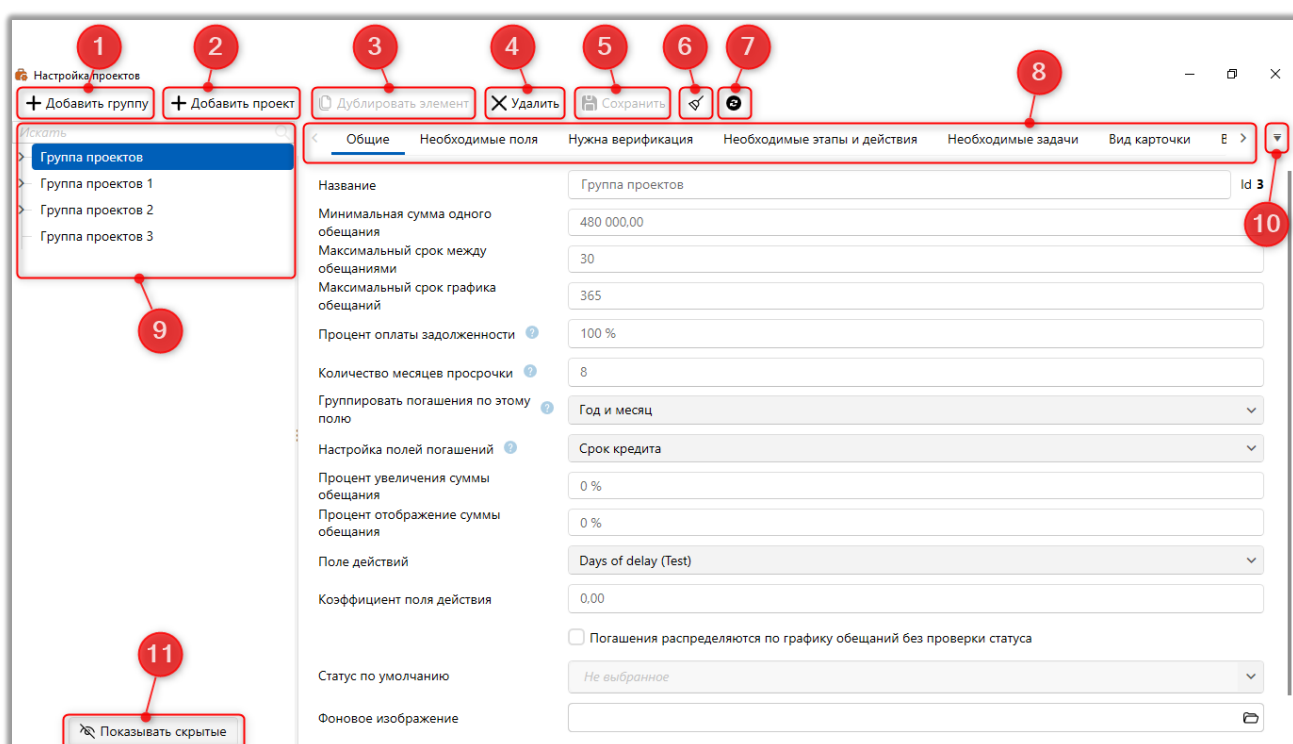 1
2
3
4
5
6
7
8
Настройка проектов
Добавить группу
Добавить проект
Дублировать элемент
Удалить
Сохранить
Искать
Общие
Необходимые поля
Нужна верификация
Необходимые этапы и действия
Необходимые задачи
Вид карточки
Группа проектов
Группа проектов 1
Группа проектов 2
Группа проектов 3
9
10
Название
Группа проектов
Id 3
Минимальная сумма одного
обещания
480 000,00
Максимальный срок между
обещаниями
30
Максимальный срок графика
обещаний
365
Процент оплаты задолженности ?
100 %
Количество месяцев просрочки ?
8
Группировать погашения по этому
полю ?
Год и месяц
Настройка полей погашений ?
Срок кредита
Процент увеличения суммы
обещания
0 %
Процент отображение суммы
обещания
0 %
Поле действий
Days of delay (Test)
Коэффициент поля действия
0,00
Погашения распределяются по графику обещаний без проверки статуса
Статус по умолчанию
Не выбранное
Фоновое изображение
11
Показывать скрытые